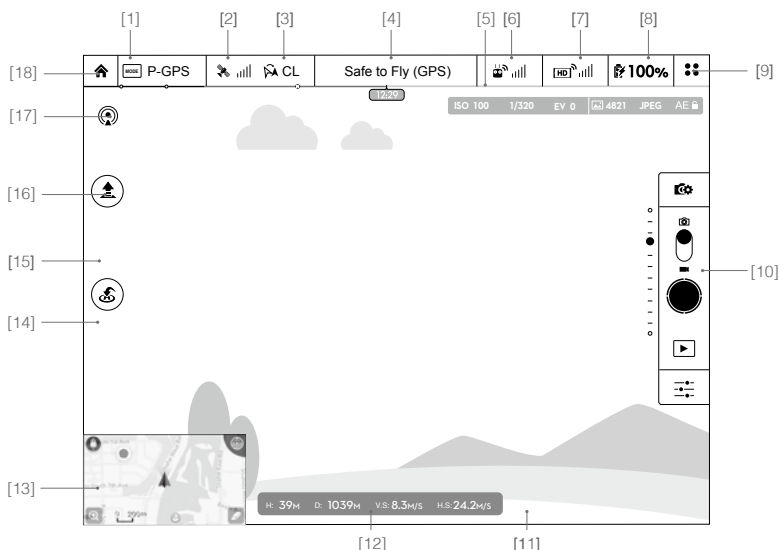 [1] [2] [3] [4] [5] [6] [7] [8]
[18] MODE P-GPS CL Safe to Fly (GPS) HD 100% [9]
12:29
[17] ISO 100 1/320 EV 0 4821 JPEG AE
[16]
[15]
[10]
[14]
H
[13]
200m
H: 39M D: 1039M V.S: 8.3M/S H.S: 24.2M/S
[12] [11]